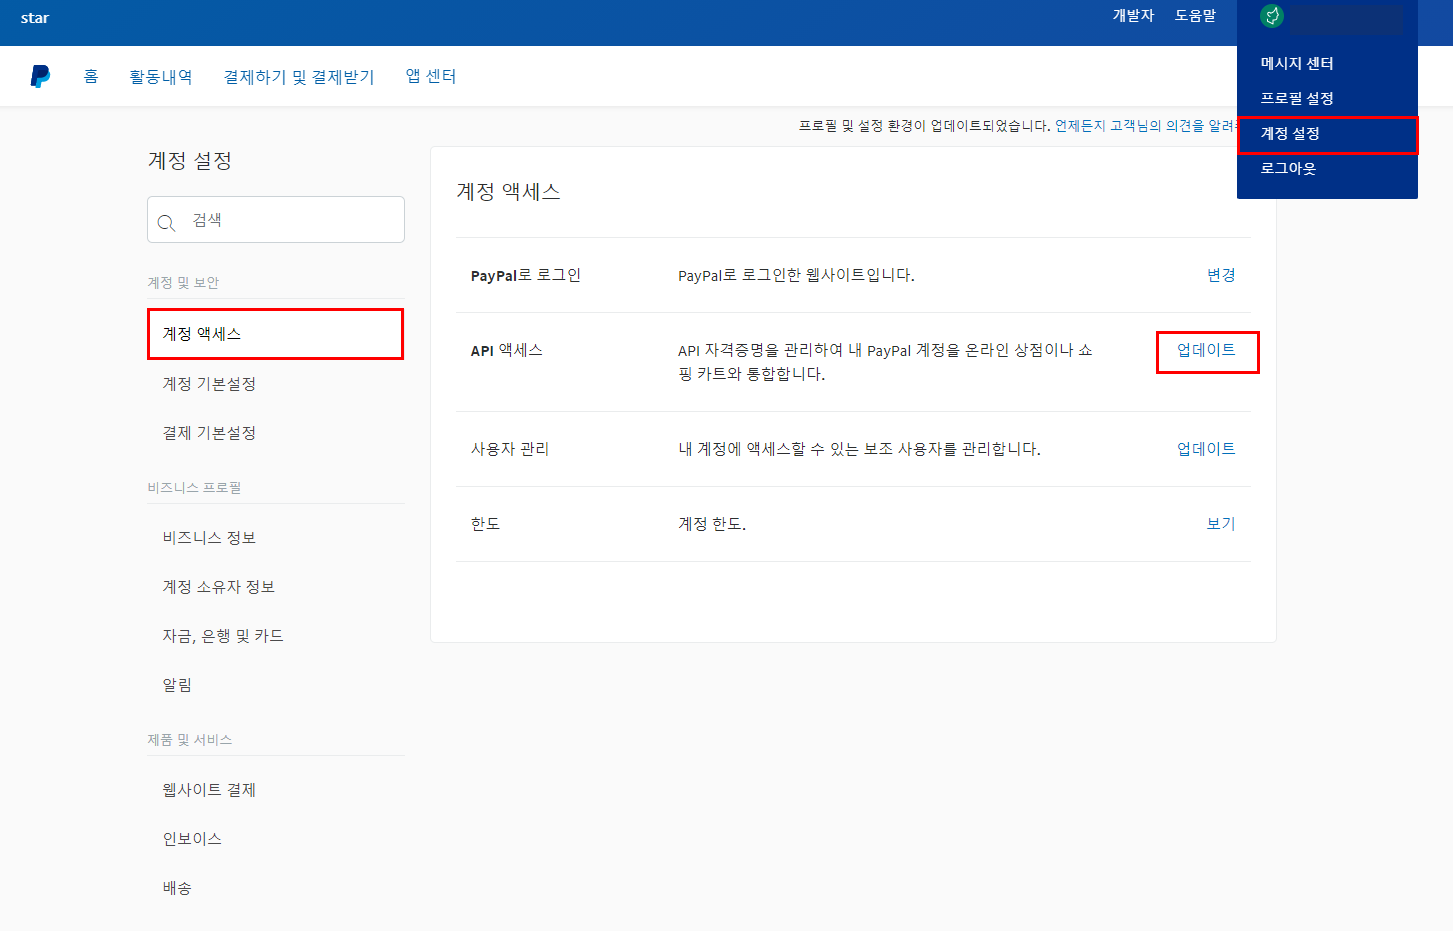 star
개발자 도움말
홈 활동내역 결제하기 및 결제받기 앱 센터
메시지 센터
프로필 설정
계정 설정
로그아웃
프로필 및 설정 환경이 업데이트되었습니다. 언제든지 고객님의 의견을 알려
계정 설정
검색
계정 및 보안
계정 액세스
계정 기본설정
결제 기본설정
비즈니스 프로필
비즈니스 정보
계정 소유자 정보
자금, 은행 및 카드
알림
제품 및 서비스
웹사이트 결제
인보이스
배송
계정 액세스
PayPal로 로그인 PayPal로 로그인한 웹사이트입니다. 변경
API 액세스 API 자격증명을 관리하여 내 PayPal 계정을 온라인 상점이나 쇼 업데이트
핑 카트와 통합합니다.
사용자 관리 내 계정에 액세스할 수 있는 보조 사용자를 관리합니다. 업데이트
한도 계정 한도. 보기